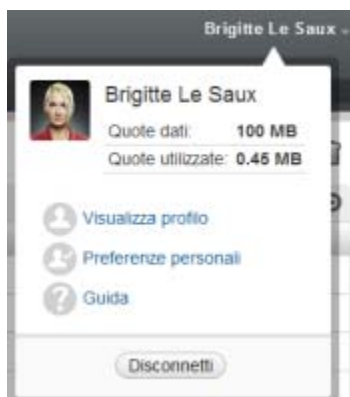 Brigitte Le Saux
Brigitte Le Saux
Quote dati: 100 MB
Quote utilizzate: 0.45 MB
Visualizza profilo
Preferenze personali
Guida
Disconnetti